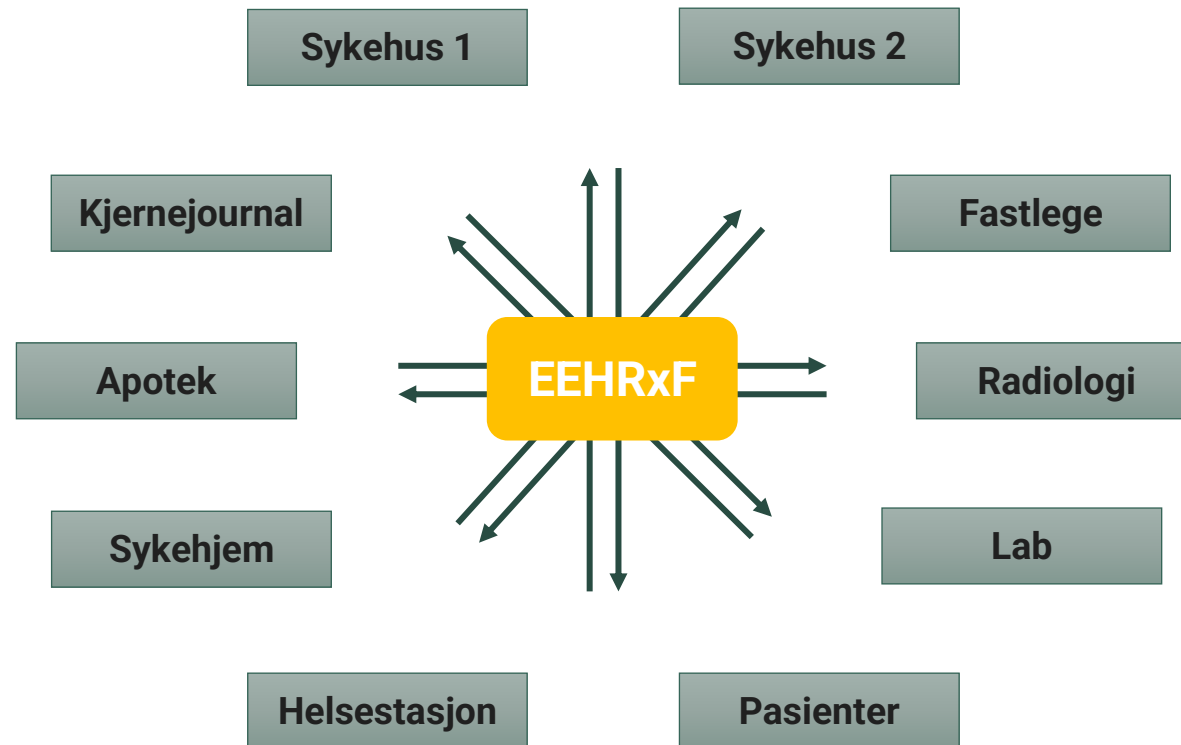 Sykehus 1
Sykehus 2
Kjernejournal
Fastlege
Apotek
EEHRxF
Radiologi
Sykehjem
Lab
Helsestasjon
Pasienter